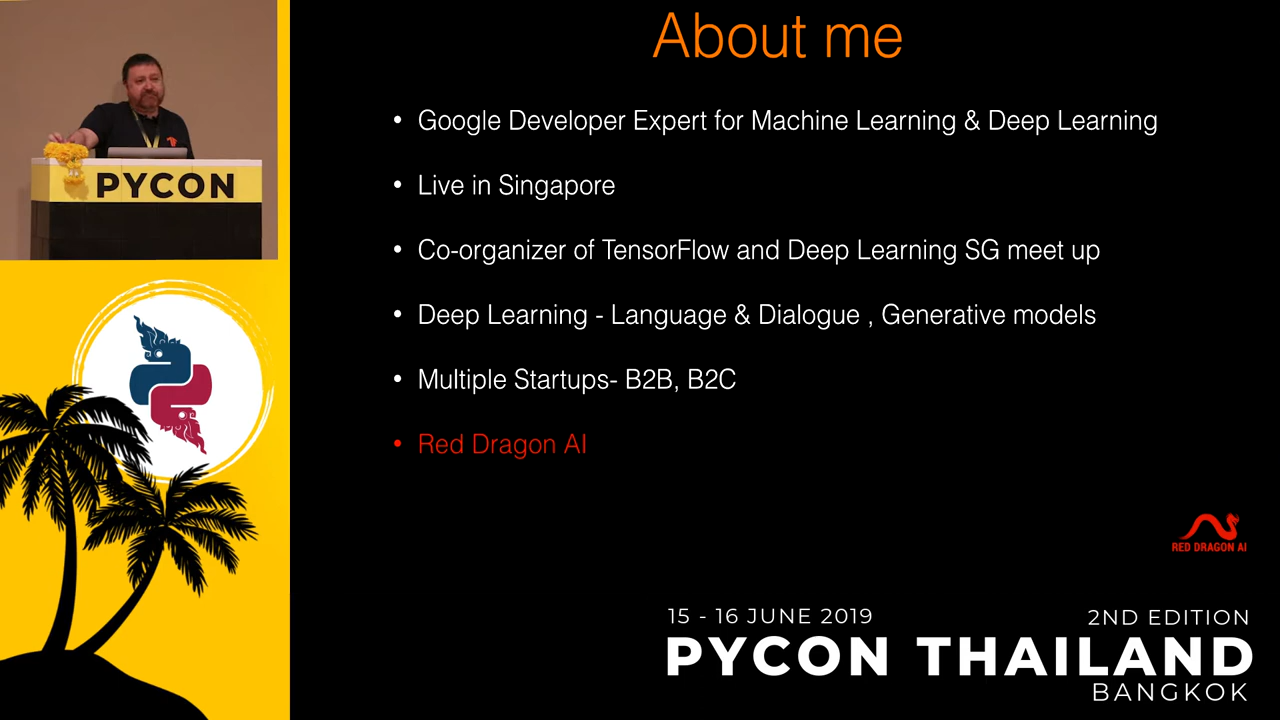 About me
• Google Developer Expert for Machine Learning & Deep Learning
• Live in Singapore
• Co-organizer of TensorFlow and Deep Learning SG meet up
• Deep Learning - Language & Dialogue , Generative models
• Multiple Startups- B2B, B2C
• Red Dragon AI
PYCON
RED DRAGON AI
15 - 16 JUNE 2019
2ND EDITION
PYCON THAILAND
BANGKOK